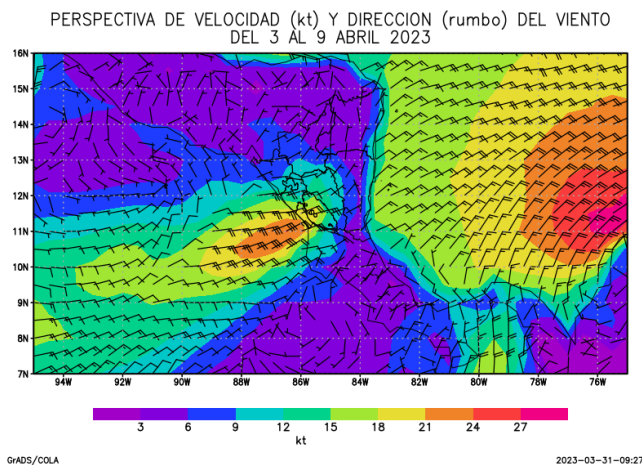 PERSPECTIVA DE VELOCIDAD (kt) Y DIRECCION (rumbo) DEL VIENTO
DEL 3 AL 9 ABRIL 2023
16N
15N
14N
13N
12N
11N
10N
9N
8N
7N
94W 92W 90W 88W 86W 84W 82W 80W 78W 76W
3 6 9 12 15 18 21 24 27
kt
GrADS/COLA 2023-03-31-09:27